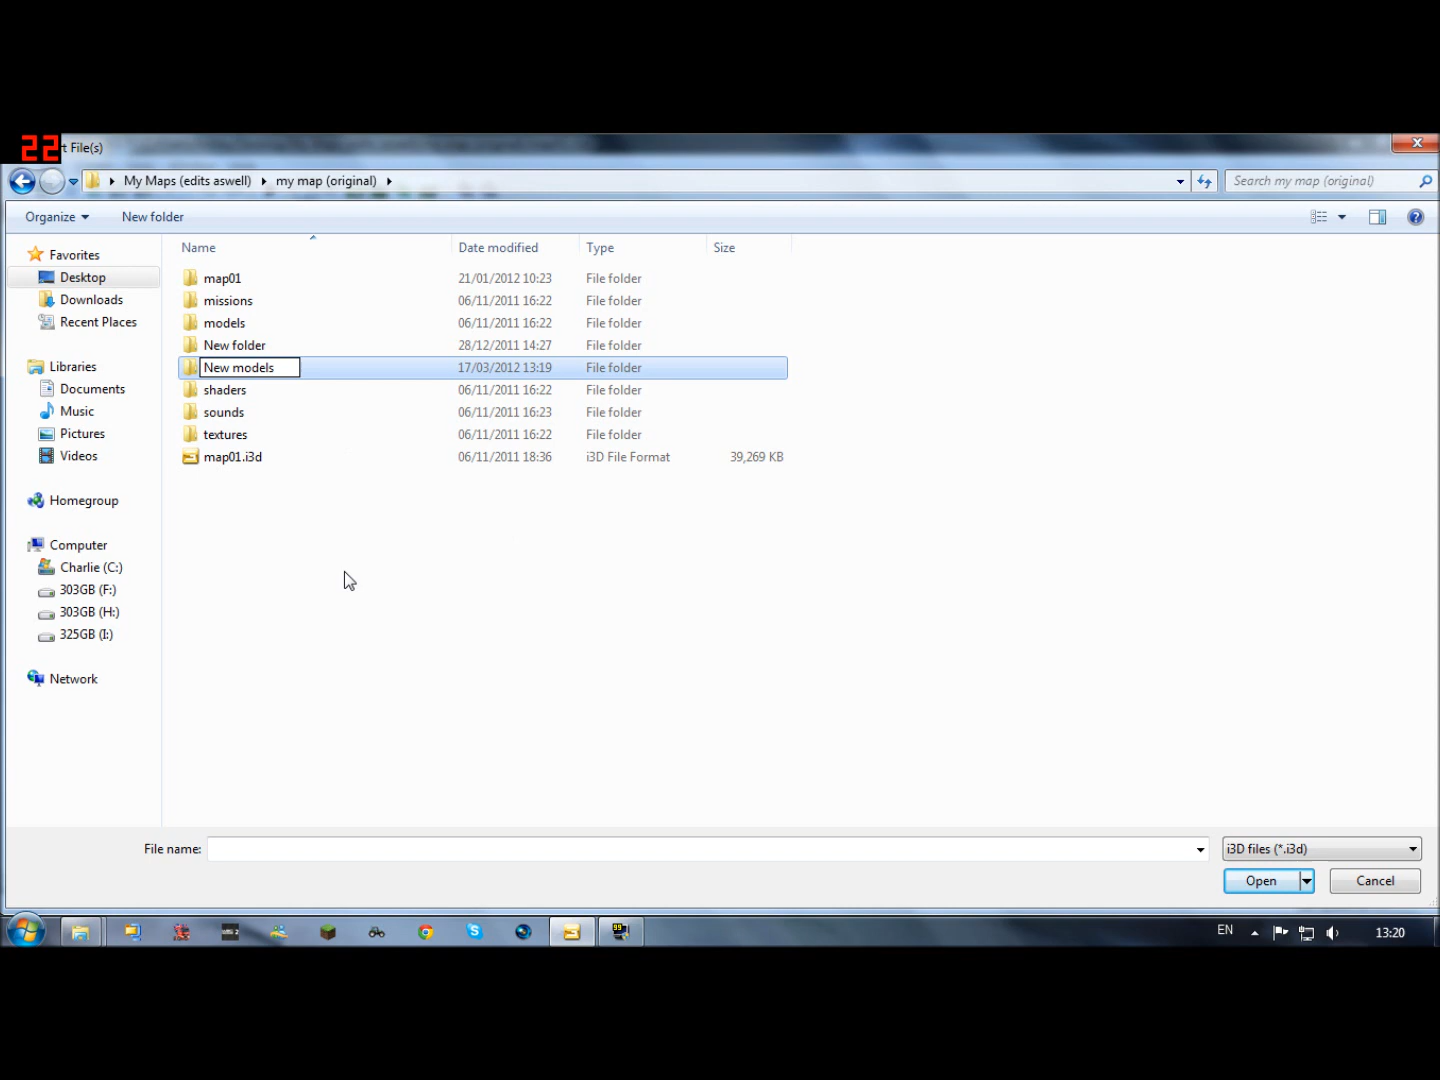 22
t File(s)
My Maps (edits aswell) my map (original)
Search my map (original)
Organize New folder
Name Date modified Type Size
Favorites
Desktop
Downloads
Recent Places
Libraries
Documents
Music
Pictures
Videos
Homegroup
Computer
Charlie (C:)
303GB (F:)
303GB (H:)
325GB (I:)
Network
map01 21/01/2012 10:23 File folder
missions 06/11/2011 16:22 File folder
models 06/11/2011 16:22 File folder
New folder 28/12/2011 14:27 File folder
New models 17/03/2012 13:19 File folder
shaders 06/11/2011 16:22 File folder
sounds 06/11/2011 16:23 File folder
textures 06/11/2011 16:22 File folder
map01.i3d 06/11/2011 18:36 i3D File Format 39,269 KB
File name: i3D files (*.i3d)
Open Cancel
EN 13:20